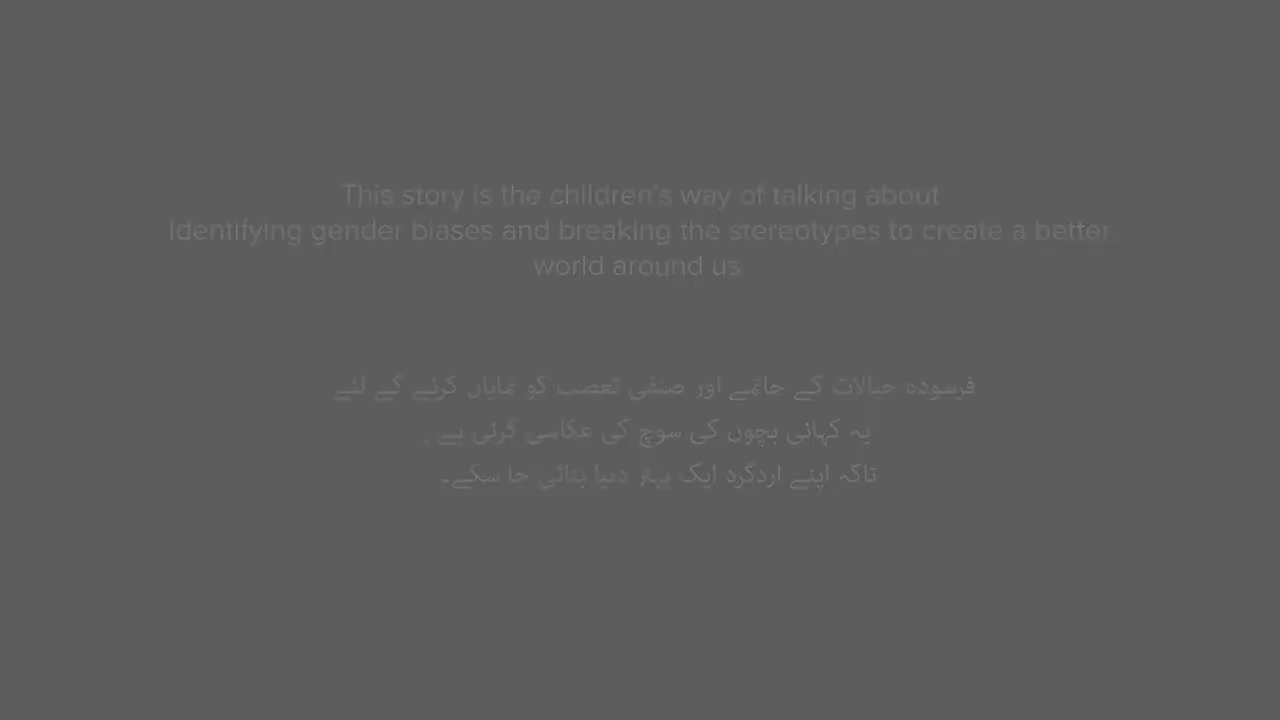 This story is the children's way of talking about
identifying gender biases and breaking the stereotypes to create a better
world around us
فرسودہ خیالات کے خاتمے اور صنفی تعصب کو نمایاں کرنے کے لئے
یہ کہانی بچوں کی سوچ کی عکاسی کرتی ہے
تاکہ اپنے اردگرد ایک بہتر دنیا بنائی جا سکے۔